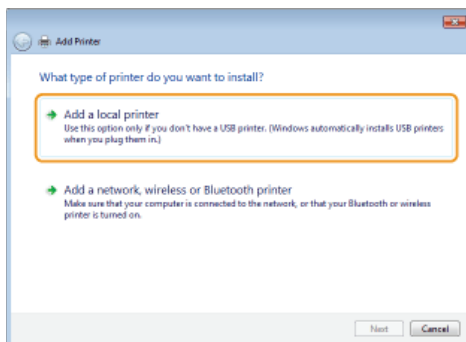 Add Printer
What type of printer do you want to install?
Add a local printer
Use this option only if you don't have a USB printer. (Windows automatically installs USB printers
when you plug them in.)
Add a network, wireless or Bluetooth printer
Make sure that your computer is connected to the network, or that your Bluetooth or wireless
printer is turned on.
Next
Cancel